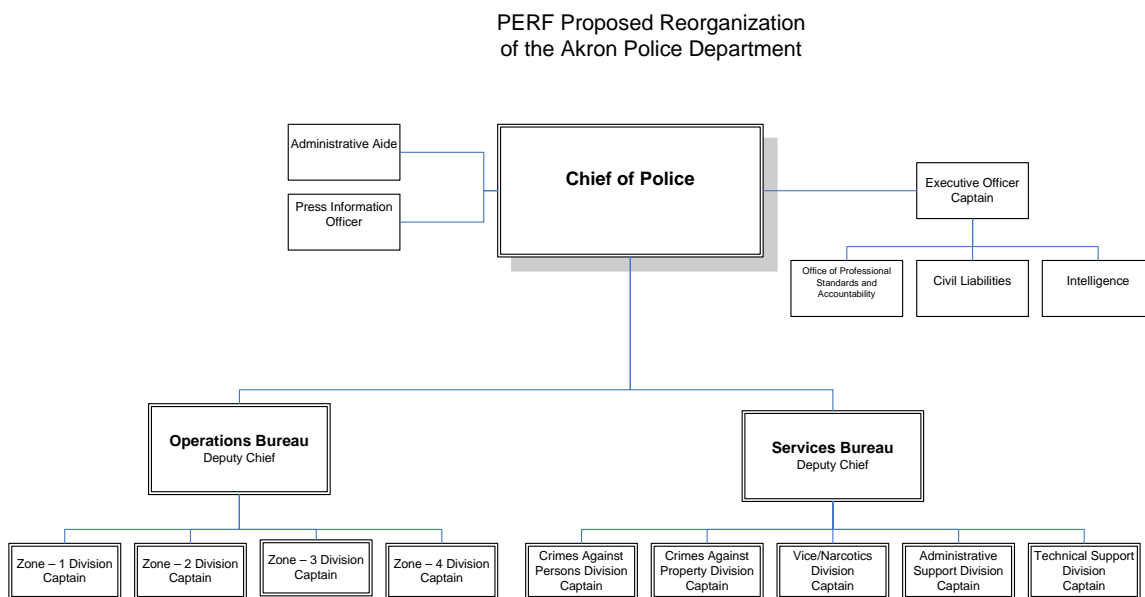 PERF Proposed Reorganization
of the Akron Police Department
Administrative Aide
Press Information
Officer
Chief of Police
Executive Officer
Captain
Office of Professional
Standards and
Accountability
Civil Liabilities
Intelligence
Operations Bureau
Deputy Chief
Services Bureau
Deputy Chief
Zone – 1 Division
Captain
Zone – 2 Division
Captain
Zone – 3 Division
Captain
Zone – 4 Division
Captain
Crimes Against
Persons Division
Captain
Crimes Against
Property Division
Captain
Vice/Narcotics
Division
Captain
Administrative
Support Division
Captain
Technical Support
Division
Captain